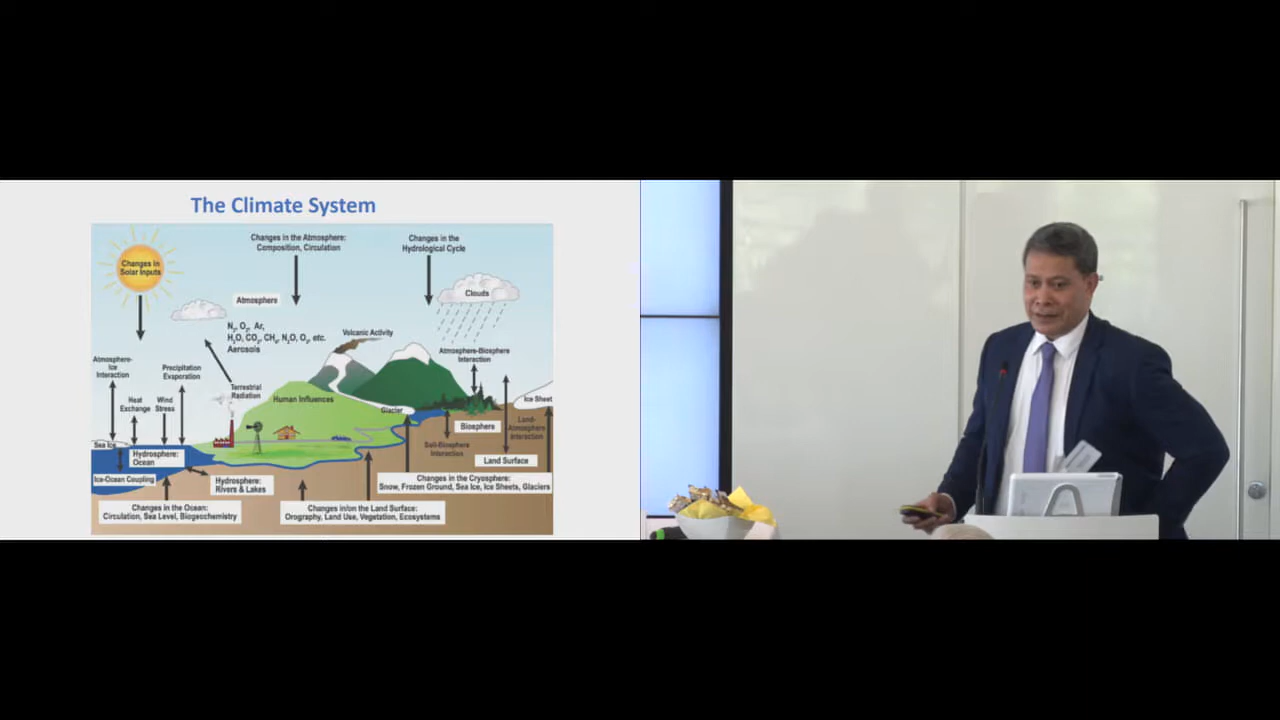 The Climate System
Changes in
Solar Inputs
Changes in the Atmosphere:
Composition, Circulation
Changes in the
Hydrological Cycle
Atmosphere
Clouds
N₂, O₂, Ar,
H₂O, CO₂, CH₄, N₂O, O₃, etc.
Aerosols
Volcanic Activity
Atmosphere-Biosphere
Interaction
Atmosphere-
Ice
Interaction
Precipitation
Evaporation
Terrestrial
Radiation
Heat
Exchange
Wind
Stress
Human Influences
Glacier
Ice Sheet
Biosphere
Land-
Atmosphere
Interaction
Soil-Biosphere
Interaction
Land Surface
Sea Ice
Hydrosphere:
Ocean
Ice-Ocean Coupling
Hydrosphere:
Rivers & Lakes
Changes in the Cryosphere:
Snow, Frozen Ground, Sea Ice, Ice Sheets, Glaciers
Changes in the Ocean:
Circulation, Sea Level, Biogeochemistry
Changes in/on the Land Surface:
Orography, Land Use, Vegetation, Ecosystems